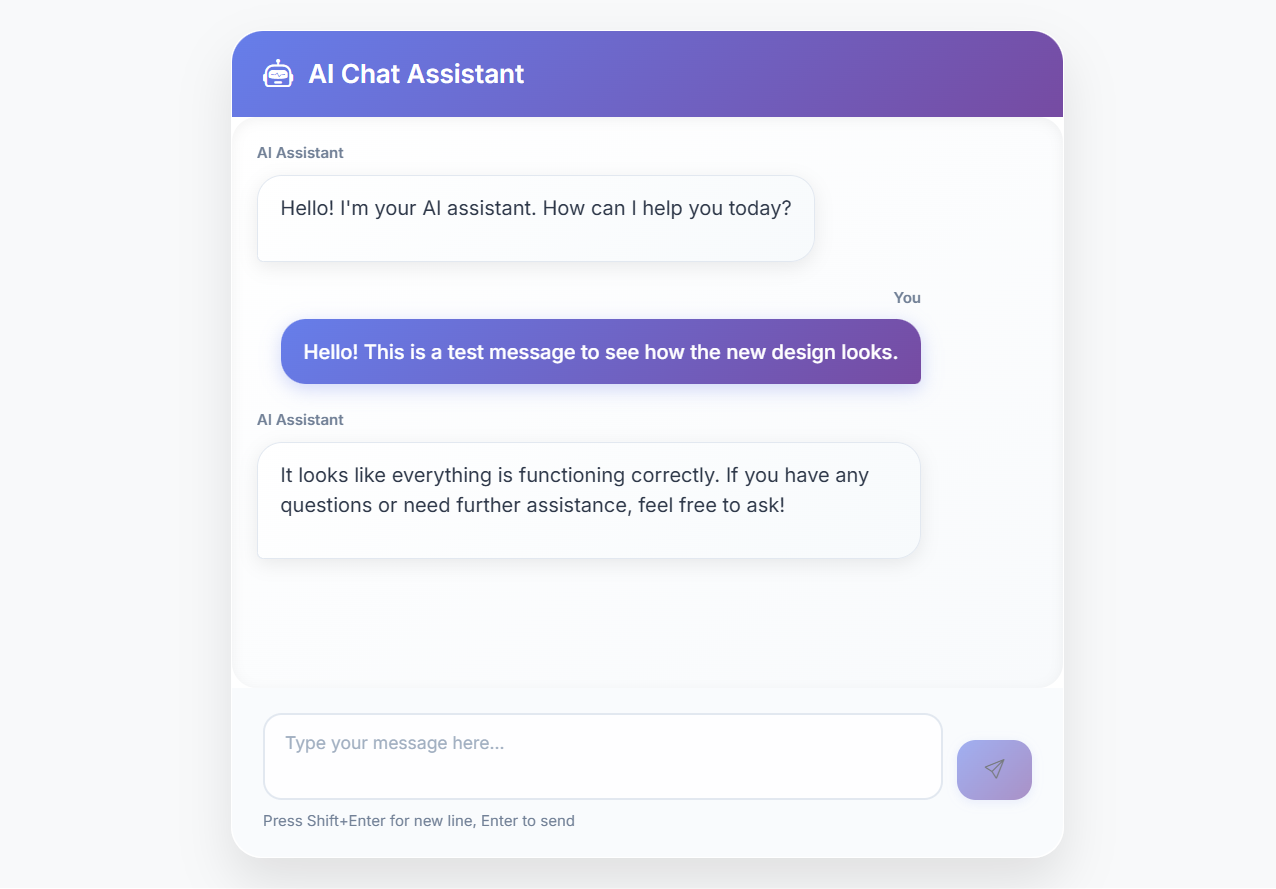 AI Chat Assistant
AI Assistant
Hello! I'm your AI assistant. How can I help you today?
You
Hello! This is a test message to see how the new design looks.
AI Assistant
It looks like everything is functioning correctly. If you have any
questions or need further assistance, feel free to ask!
Type your message here...
Press Shift+Enter for new line, Enter to send